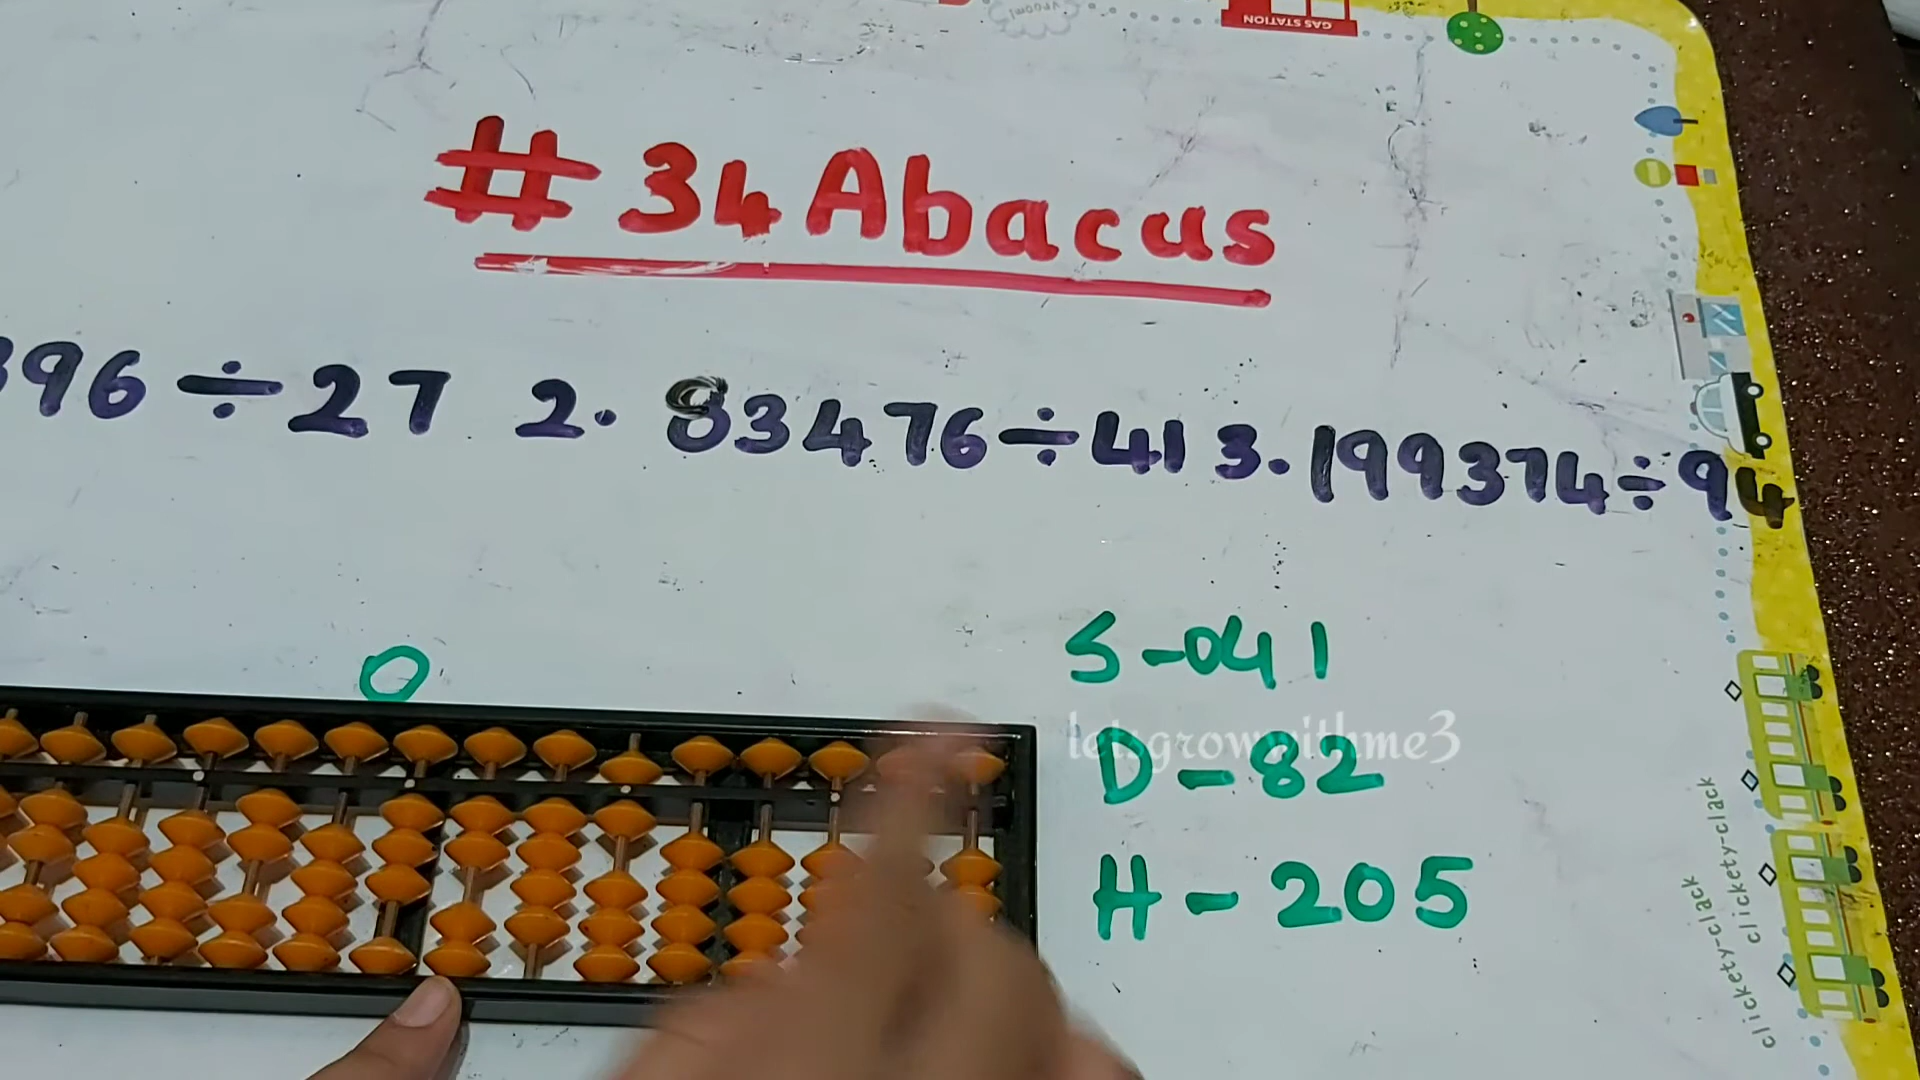 GAS STATION
vroom!
# 34 Abacus
96 ÷ 27 2. 83476 ÷ 41 3. 199374 ÷ 94
0
S - 041
letsgrowwithme3
D - 82
H - 205
clickety-clack
clickety-clack